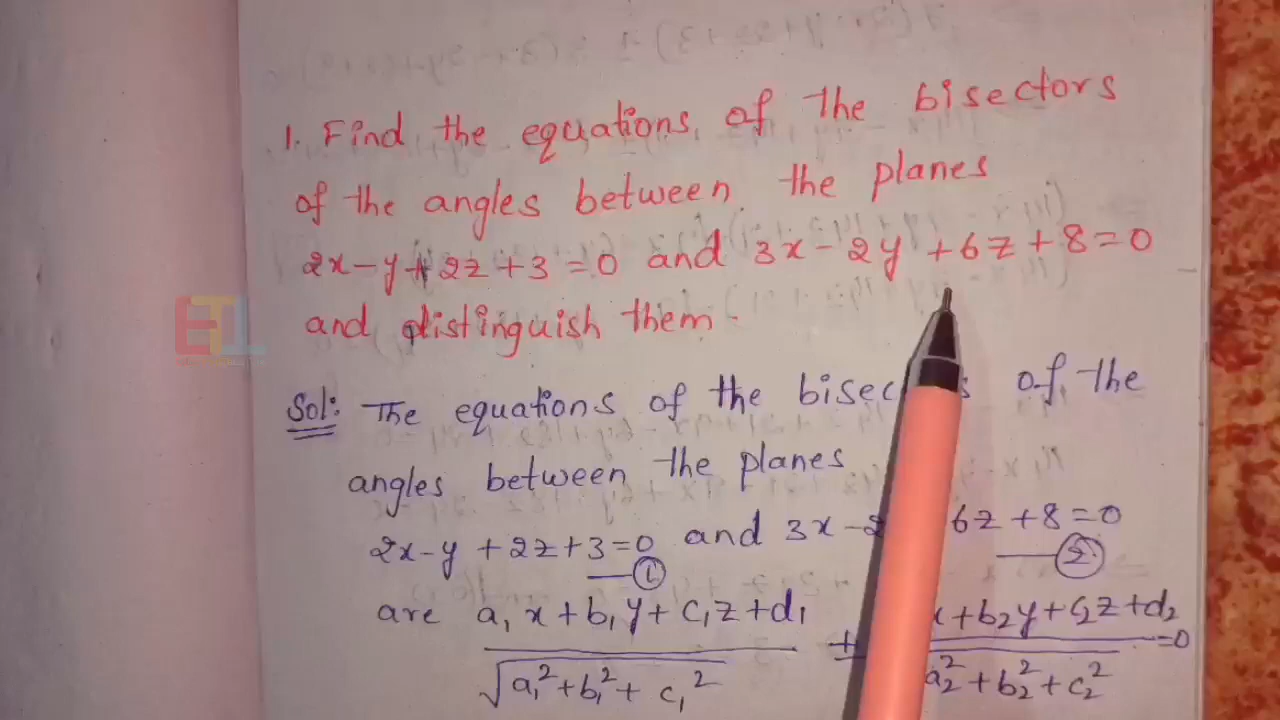 1. Find the equations of the bisectors
of the angles between the planes
2x-y+2z+3=0 and 3x-2y+6z+8=0
and distinguish them.
Sol: The equations of the of the
angles between the planes
2x-y+2z+3=0 and 3x- 6z+8=0
①
②
are a₁x+b₁y+c₁z+d₁ x+b₂y+c₂z+d₂
± =0
√a₁²+b₁²+c₁² a₂²+b₂²+c₂²